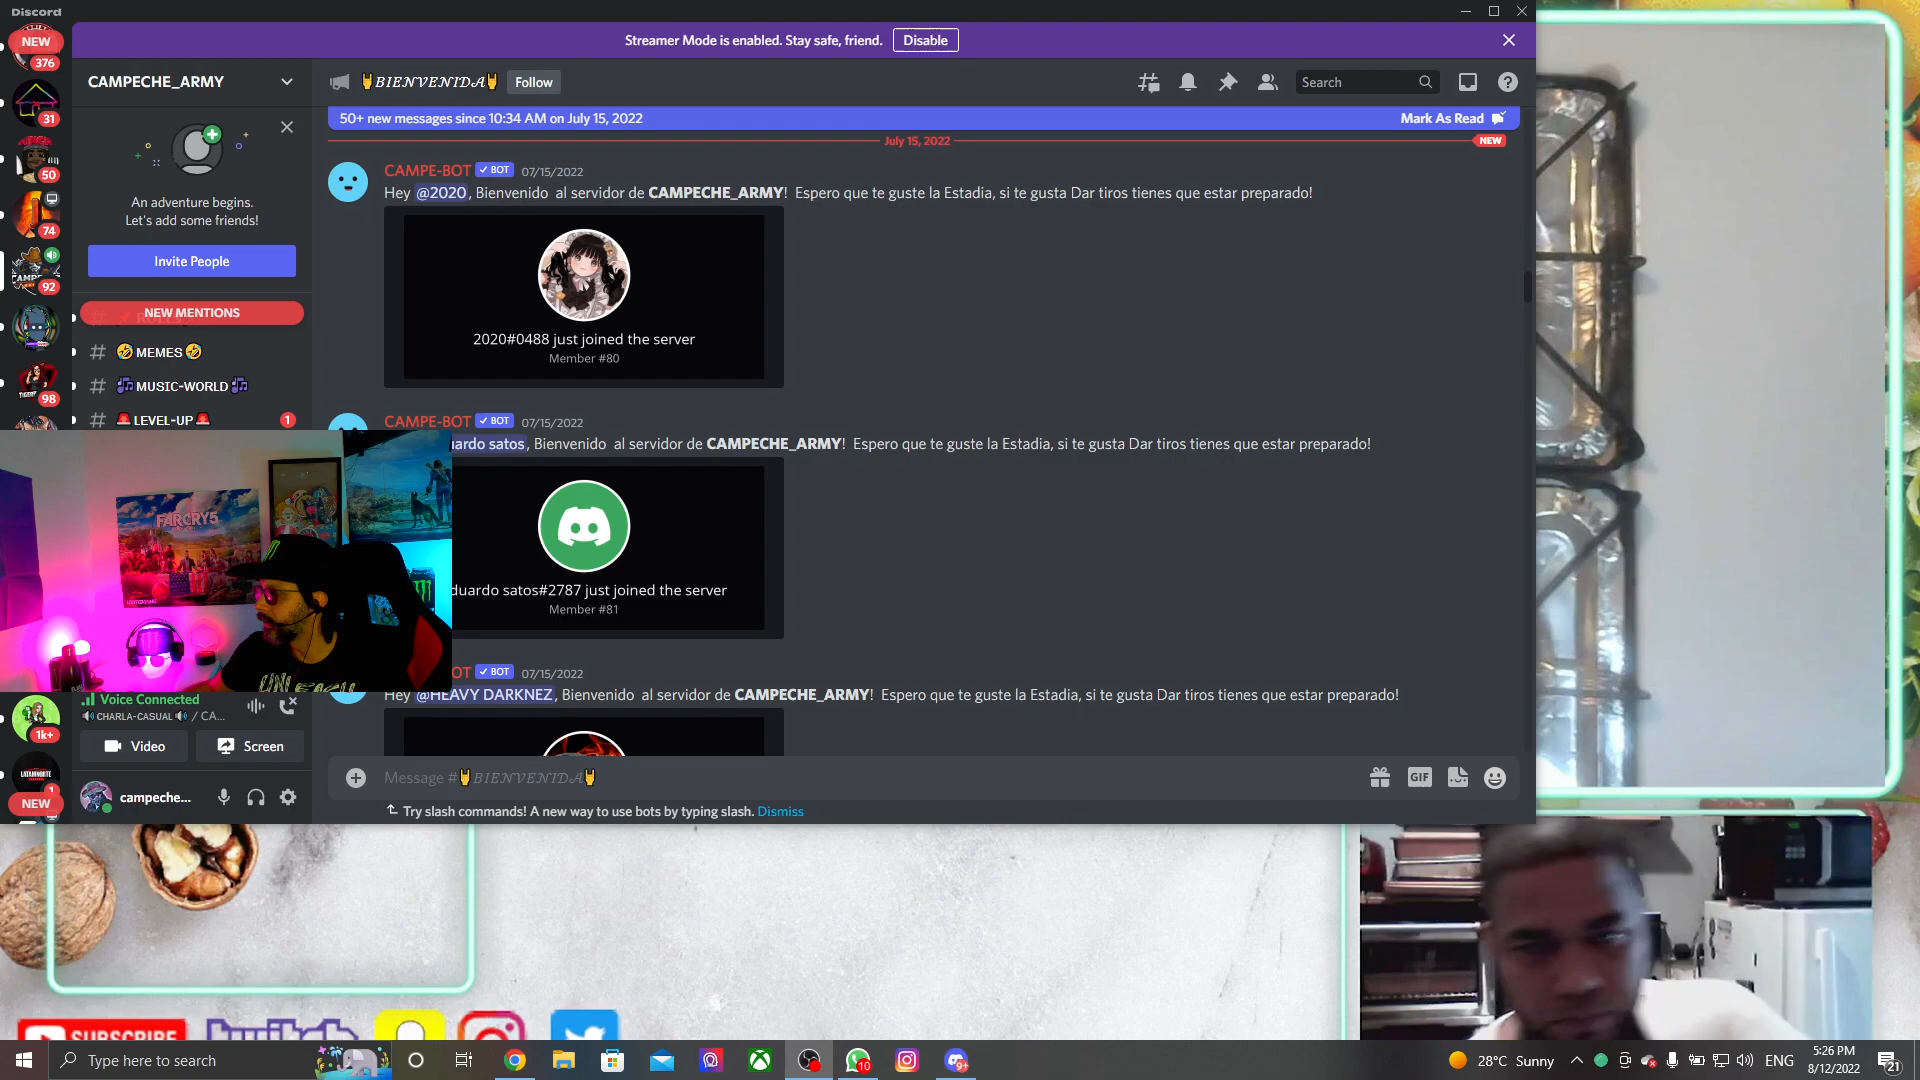 Discord
Streamer Mode is enabled. Stay safe, friend.
Disable
NEW
376
31
50
74
92
98
CAMPECHE_ARMY
An adventure begins.
Let's add some friends!
Invite People
NEW MENTIONS
🤣MEMES🤣
🎶MUSIC-WORLD🎶
🚨LEVEL-UP🚨
1
🤘𝓑𝓘𝓔𝓝𝓥𝓔𝓝𝓘𝓓𝓐🤘
Follow
Search
50+ new messages since 10:34 AM on July 15, 2022
Mark As Read
July 15, 2022
NEW
CAMPE-BOT ✓ BOT 07/15/2022
Hey @2020, Bienvenido al servidor de CAMPECHE_ARMY! Espero que te guste la Estadia, si te gusta Dar tiros tienes que estar preparado!
2020#0488 just joined the server
Member #80
CAMPE-BOT ✓ BOT 07/15/2022
satos, Bienvenido al servidor de CAMPECHE_ARMY! Espero que te guste la Estadia, si te gusta Dar tiros tienes que estar preparado!
duardo satos#2787 just joined the server
Member #81
BOT 07/15/2022
Hey @HEAVY DARKNEZ, Bienvenido al servidor de CAMPECHE_ARMY! Espero que te guste la Estadia, si te gusta Dar tiros tienes que estar preparado!
FARCRY5
Voice Connected
CHARLA-CASUAL / CA...
Video
Screen
1k+
LATAMNORTE
1
NEW
campeche...
Message #🤘𝓑𝓘𝓔𝓝𝓥𝓔𝓝𝓘𝓓𝓐🤘
GIF
Try slash commands! A new way to use bots by typing slash. Dismiss
SUBSCRIBE
twitch
Type here to search
10
9+
28°C Sunny
ENG
5:26 PM
8/12/2022
21